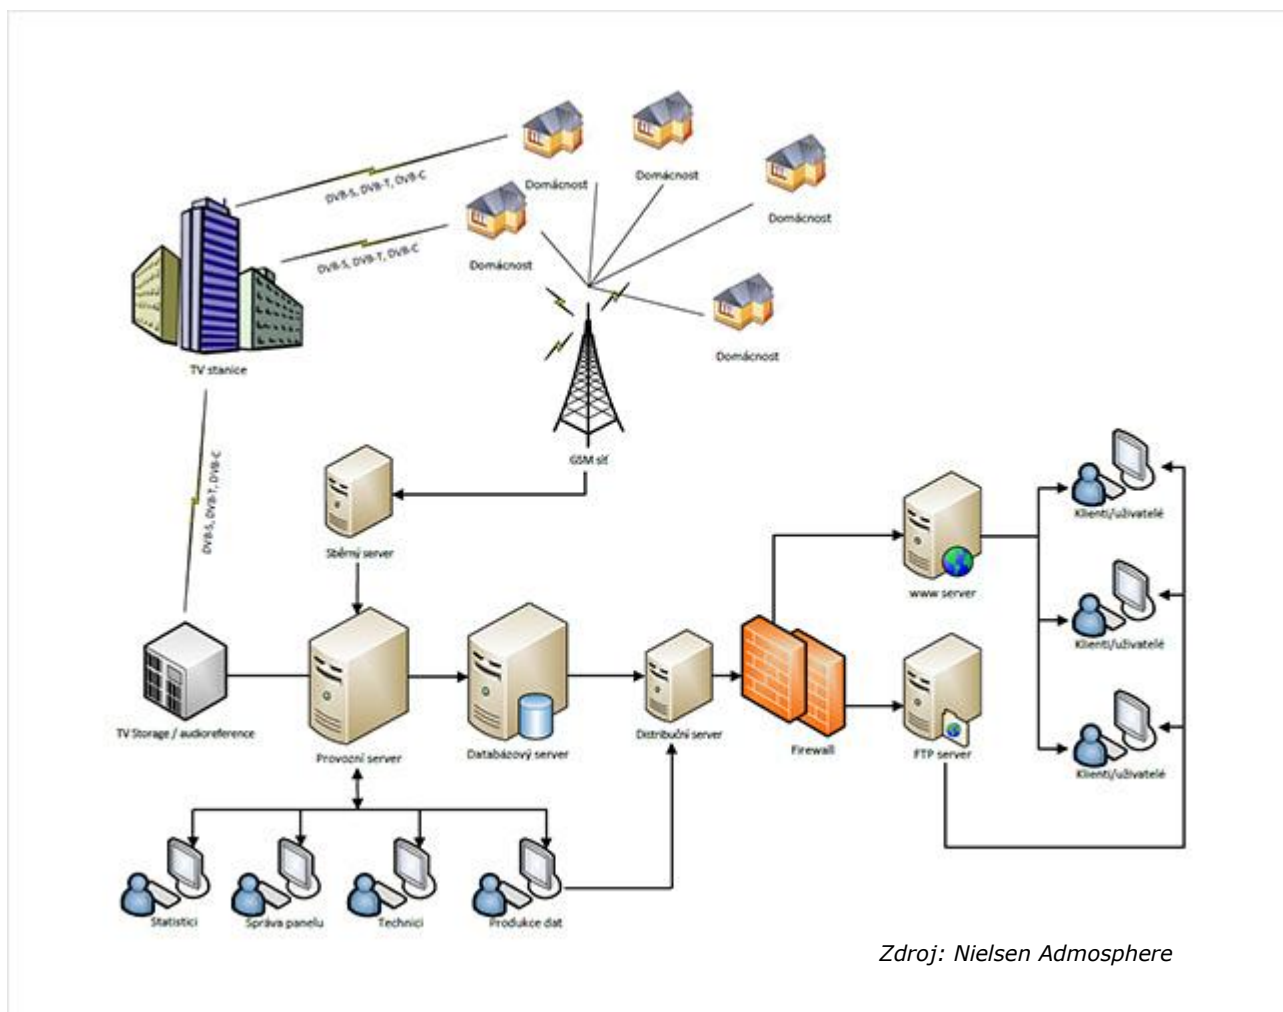 Domácnost
Domácnost
Domácnost
Domácnost
Domácnost
DVB-S, DVB-T, DVB-C
DVB-S, DVB-T, DVB-C
TV stanice
DVB-S, DVB-T, DVB-C
GSM síť
Sběrný server
www server
Klienti/uživatelé
Klienti/uživatelé
Klienti/uživatelé
TV Storage / audioreference
Provozní server
Databázový server
Distribuční server
Firewall
FTP server
Statistici
Správa panelu
Technici
Produkce dat
Zdroj: Nielsen Admosphere